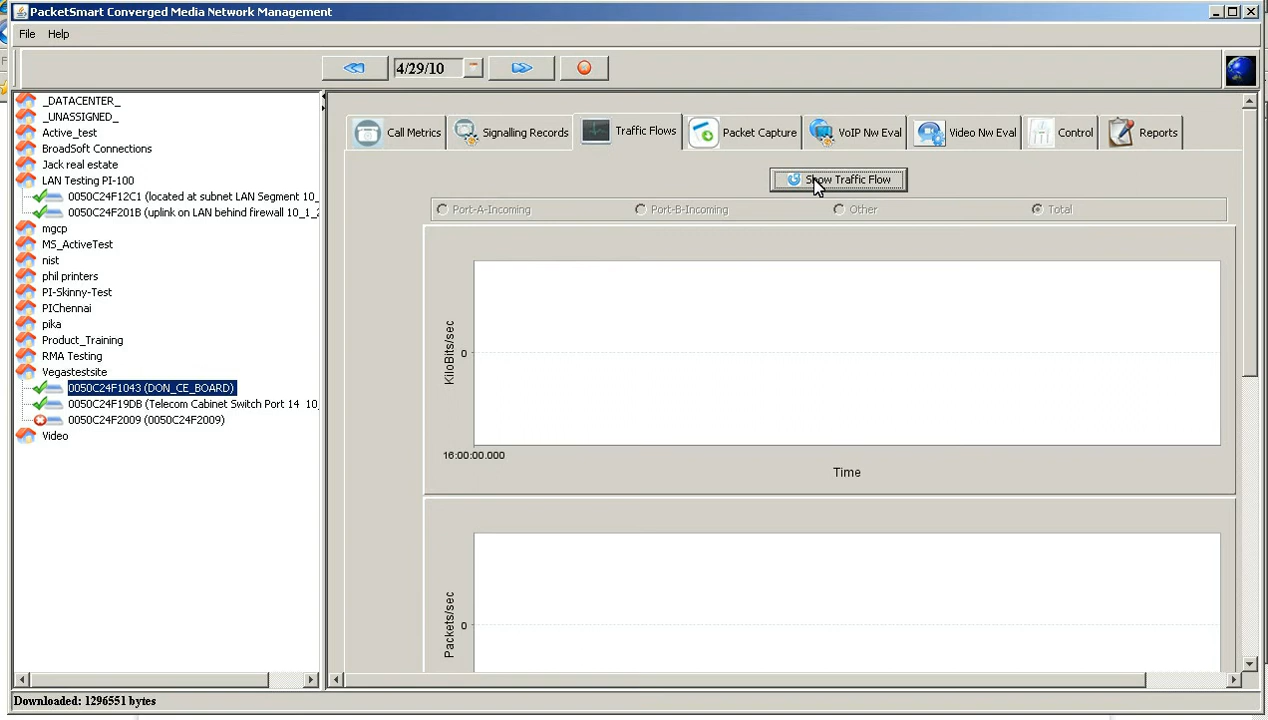 PacketSmart Converged Media Network Management
File Help
4/29/10
_DATACENTER_
_UNASSIGNED_
Active_test
BroadSoft Connections
Jack real estate
LAN Testing PI-100
0050C24F12C1 (located at subnet LAN Segment 10_
0050C24F201B (uplink on LAN behind firewall 10_1_2
mgcp
MS_ActiveTest
nist
phil printers
PI-Skinny-Test
PIChennai
pika
Product_Training
RMA Testing
Vegastestsite
0050C24F1043 (DON_CE_BOARD)
0050C24F19DB (Telecom Cabinet Switch Port 14 10_
0050C24F2009 (0050C24F2009)
Video
Call Metrics Signalling Records Traffic Flows Packet Capture VoIP Nw Eval Video Nw Eval Control Reports
Show Traffic Flow
Port-A-Incoming Port-B-Incoming Other Total
KiloBits/sec
0
16:00:00.000
Time
Packets/sec
0
Downloaded: 1296551 bytes